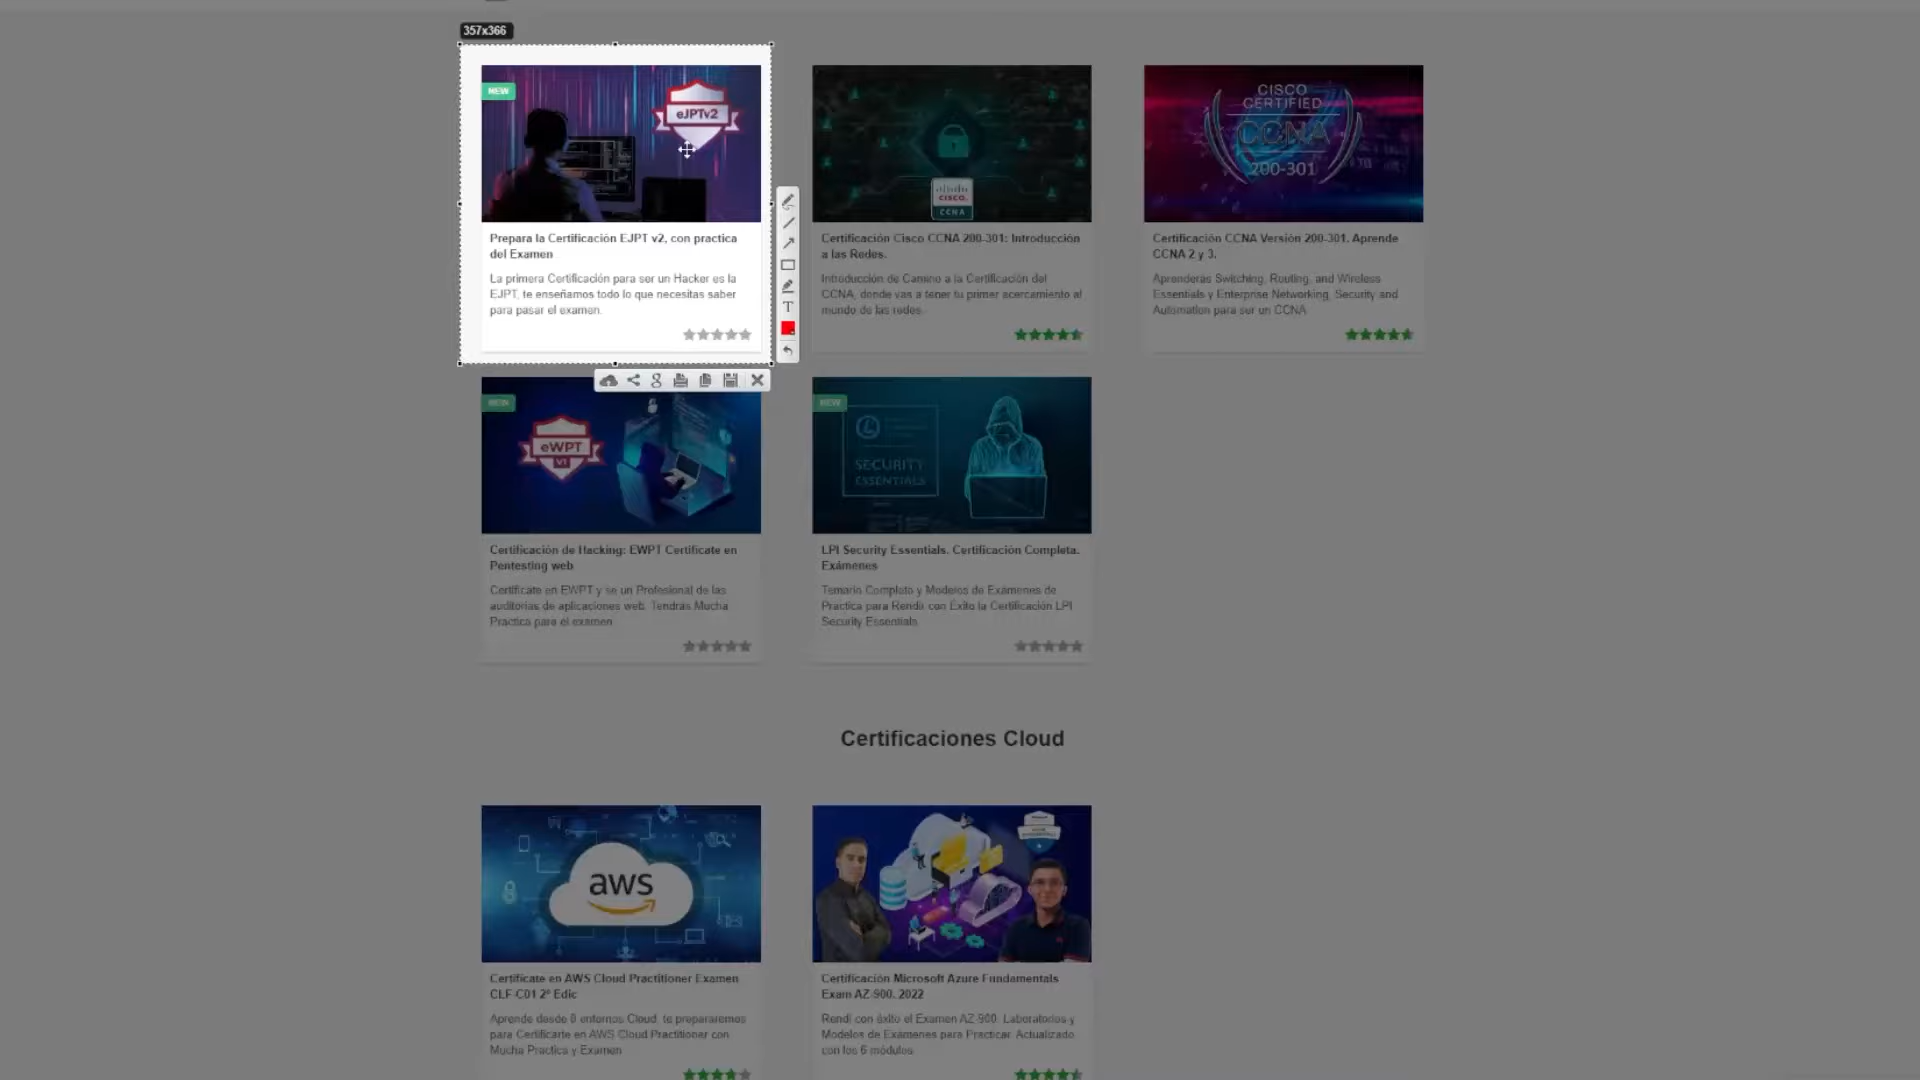 357x366
NEW
eJPTv2
Prepara la Certificación EJPT v2, con practica
del Examen
La primera Certificación para ser un Hacker es la
EJPT, te enseñamos todo lo que necesitas saber
para pasar el examen.
CISCO
CCNA
Certificación Cisco CCNA 200-301: Introducción
a las Redes.
Introducción de Camino a la Certificación del
CCNA, donde vas a tener tu primer acercamiento al
mundo de las redes.
CISCO
CERTIFIED
CCNA
200-301
Certificación CCNA Versión 200-301. Aprende
CCNA 2 y 3.
Aprenderás Switching, Routing, and Wireless
Essentials y Enterprise Networking, Security and
Automation para ser un CCNA
T
NEW
eWPT
v1
Certificación de Hacking: EWPT Certificate en
Pentesting web
Certifícate en EWPT y se un Profesional de las
auditorias de aplicaciones web. Tendrás Mucha
Practica para el examen
NEW
SECURITY
ESSENTIALS
LPI Security Essentials. Certificación Completa.
Exámenes
Temario Completo y Modelos de Exámenes de
Practica para Rendir con Éxito la Certificación LPI
Security Essentials
Certificaciones Cloud
aws
Certifícate en AWS Cloud Practitioner Examen
CLF-C01 2ª Edic
Aprende desde 0 entornos Cloud, te prepararemos
para Certificarte en AWS Cloud Practitioner con
Mucha Practica y Examen
Certificación Microsoft Azure Fundamentals
Exam AZ-900. 2022
Rendí con éxito el Examen AZ-900. Laboratorios y
Modelos de Exámenes para Practicar. Actualizado
con los 6 módulos